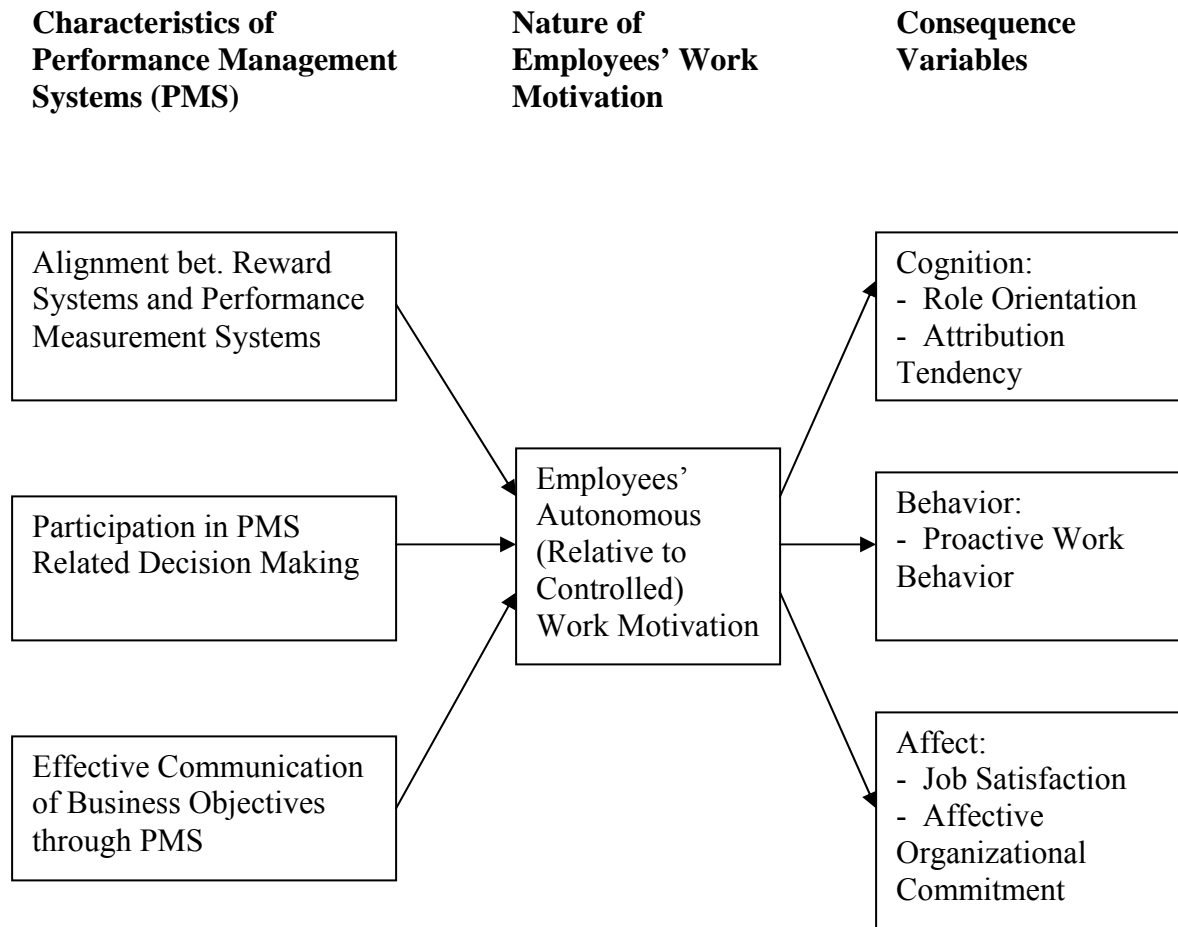 Characteristics of
Performance Management
Systems (PMS)
Nature of
Employees’ Work
Motivation
Consequence
Variables
Alignment bet. Reward
Systems and Performance
Measurement Systems
Participation in PMS
Related Decision Making
Effective Communication
of Business Objectives
through PMS
Employees’
Autonomous
(Relative to
Controlled)
Work Motivation
Cognition:
- Role Orientation
- Attribution
Tendency
Behavior:
- Proactive Work
Behavior
Affect:
- Job Satisfaction
- Affective
Organizational
Commitment